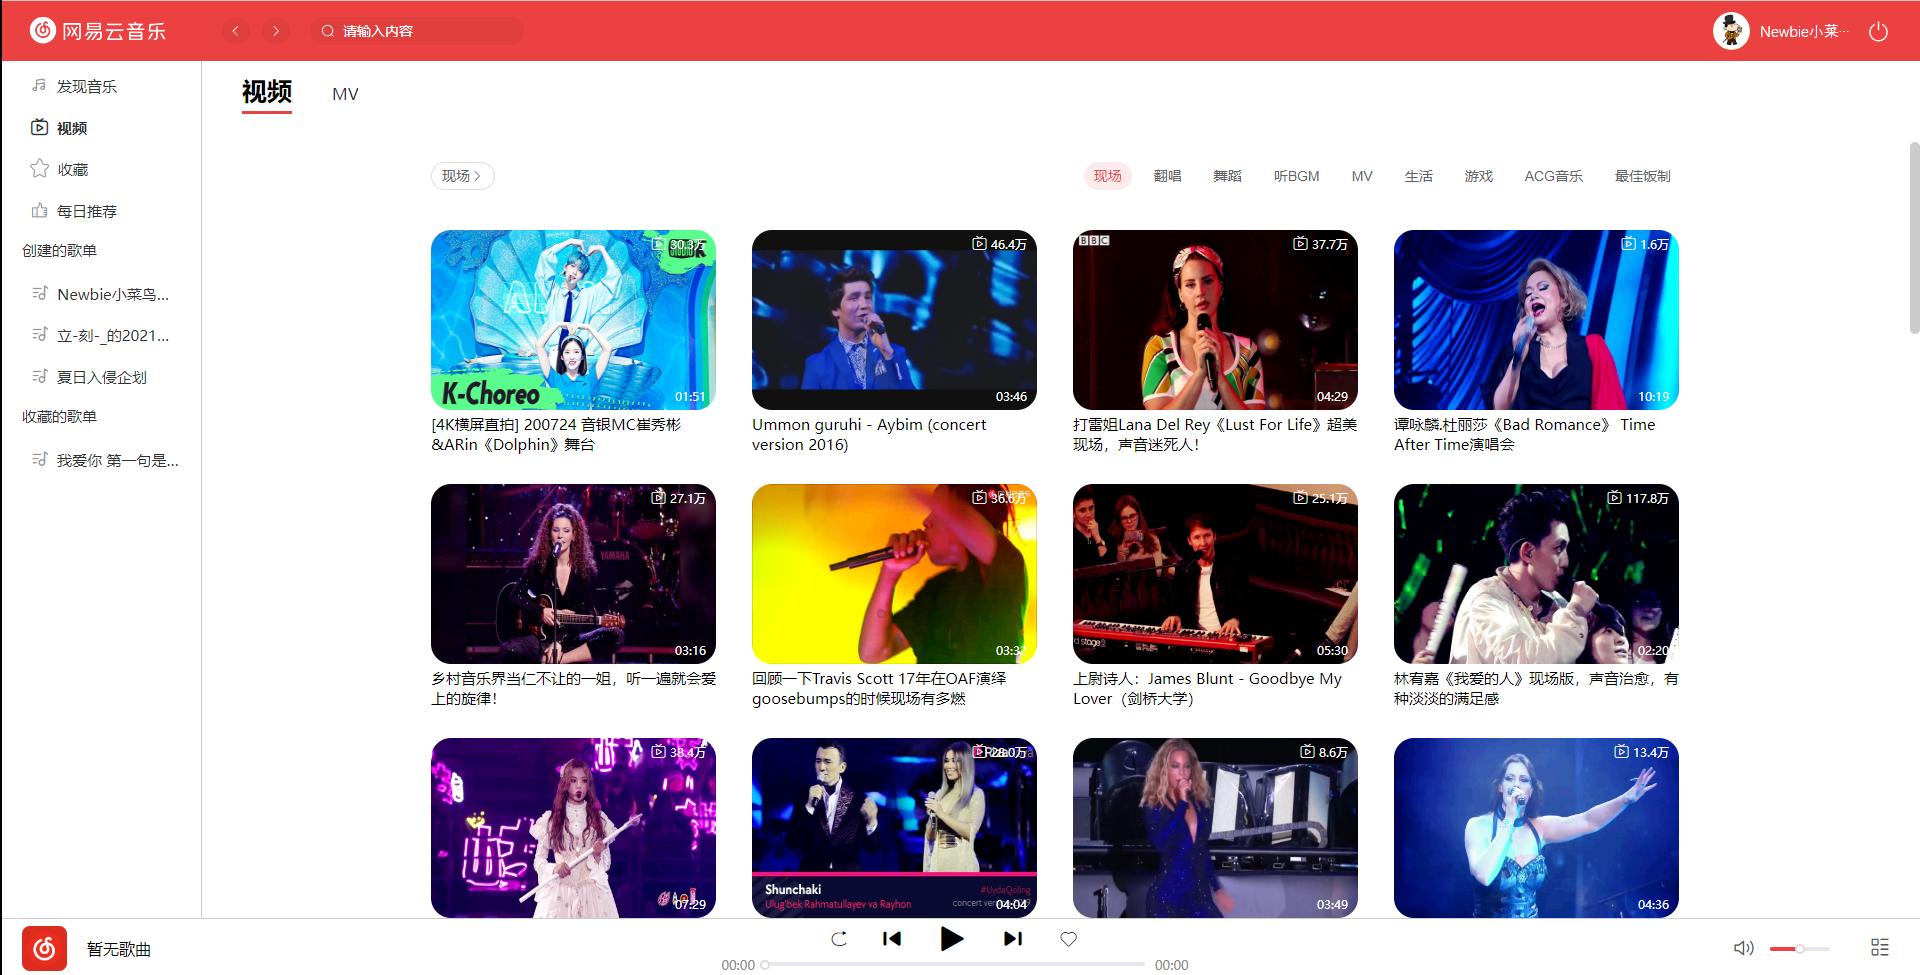 网易云音乐
请输入内容
Newbie小菜···
发现音乐
视频
收藏
每日推荐
创建的歌单
Newbie小菜鸟...
立-刻-_的2021...
夏日入侵企划
收藏的歌单
我爱你 第一句是...
视频 MV
现场
现场 翻唱 舞蹈 听BGM MV 生活 游戏 ACG音乐 最佳饭制
30.3万
K-Choreo
01:51
[4K横屏直拍] 200724 音银MC崔秀彬
&ARin《Dolphin》舞台
46.4万
03:46
Ummon guruhi - Aybim (concert
version 2016)
BBC
37.7万
04:29
打雷姐Lana Del Rey《Lust For Life》超美
现场，声音迷死人！
1.6万
10:19
谭咏麟.杜丽莎《Bad Romance》 Time
After Time演唱会
27.1万
YAMAHA
03:16
乡村音乐界当仁不让的一姐，听一遍就会爱
上的旋律！
36.6万
03:32
回顾一下Travis Scott 17年在OAF演绎
goosebumps的时候现场有多燃
25.1万
stage
05:30
上尉诗人：James Blunt - Goodbye My
Lover（剑桥大学）
117.8万
02:20
林宥嘉《我爱的人》现场版，声音治愈，有
种淡淡的满足感
38.4万
07:29
28.0万
Shunchaki
Ulug'bek Rahmatullayev va Rayhon
#UydaQoling
04:04
8.6万
03:49
13.4万
04:36
暂无歌曲
00:00
00:00